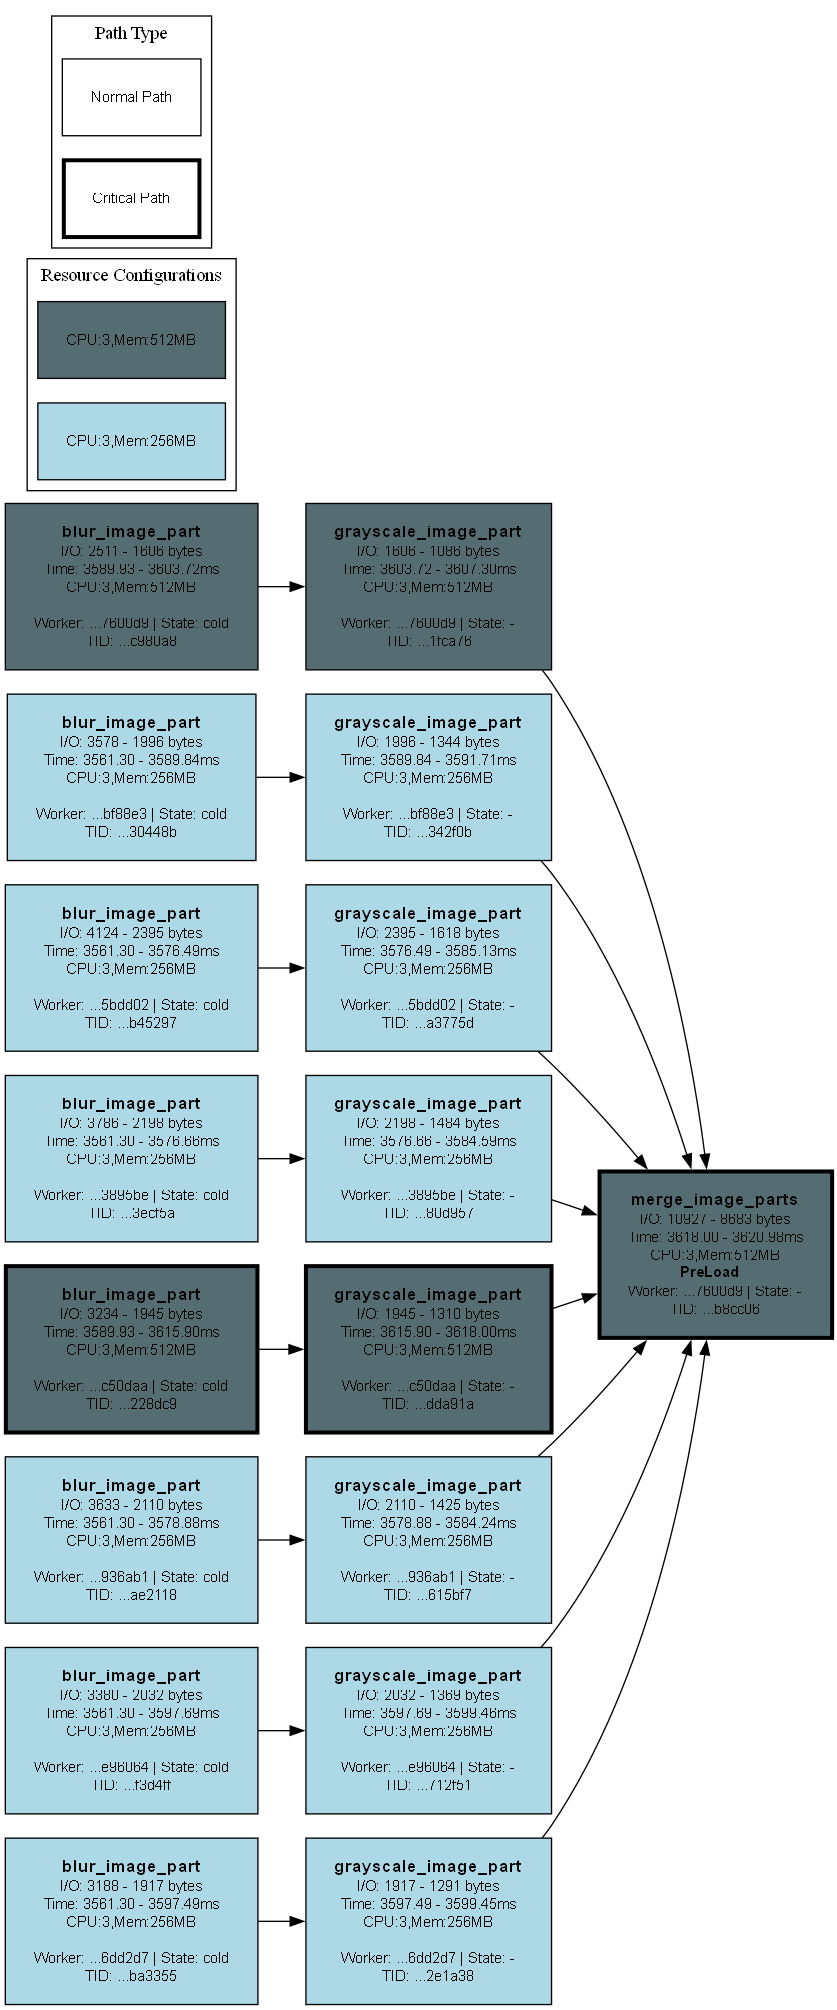 Path Type
Normal Path
Critical Path
Resource Configurations
CPU:3,Mem:512MB
CPU:3,Mem:256MB
blur_image_part
I/O: 2511 - 1606 bytes
Time: 3589.93 - 3603.72ms
CPU:3,Mem:512MB
Worker: ...7600d9 | State: cold
TID: ...c980a8
grayscale_image_part
I/O: 1606 - 1086 bytes
Time: 3603.72 - 3607.30ms
CPU:3,Mem:512MB
Worker: ...7600d9 | State: -
TID: ...1fca76
blur_image_part
I/O: 3578 - 1996 bytes
Time: 3561.30 - 3589.84ms
CPU:3,Mem:256MB
Worker: ...bf88e3 | State: cold
TID: ...30448b
grayscale_image_part
I/O: 1996 - 1344 bytes
Time: 3589.84 - 3591.71ms
CPU:3,Mem:256MB
Worker: ...bf88e3 | State: -
TID: ...342f0b
blur_image_part
I/O: 4124 - 2395 bytes
Time: 3561.30 - 3576.49ms
CPU:3,Mem:256MB
Worker: ...5bdd02 | State: cold
TID: ...b45297
grayscale_image_part
I/O: 2395 - 1618 bytes
Time: 3576.49 - 3585.13ms
CPU:3,Mem:256MB
Worker: ...5bdd02 | State: -
TID: ...a3775d
blur_image_part
I/O: 3786 - 2198 bytes
Time: 3561.30 - 3576.66ms
CPU:3,Mem:256MB
Worker: ...3895be | State: cold
TID: ...3ecf5a
grayscale_image_part
I/O: 2198 - 1484 bytes
Time: 3576.66 - 3584.59ms
CPU:3,Mem:256MB
Worker: ...3895be | State: -
TID: ...80d957
merge_image_parts
I/O: 10927 - 8683 bytes
Time: 3618.00 - 3620.98ms
CPU:3,Mem:512MB
PreLoad
Worker: ...7600d9 | State: -
TID: ...b8cc06
blur_image_part
I/O: 3234 - 1945 bytes
Time: 3589.93 - 3615.90ms
CPU:3,Mem:512MB
Worker: ...c50daa | State: cold
TID: ...228dc9
grayscale_image_part
I/O: 1945 - 1310 bytes
Time: 3615.90 - 3618.00ms
CPU:3,Mem:512MB
Worker: ...c50daa | State: -
TID: ...dda91a
blur_image_part
I/O: 3633 - 2110 bytes
Time: 3561.30 - 3578.88ms
CPU:3,Mem:256MB
Worker: ...936ab1 | State: cold
TID: ...ae2118
grayscale_image_part
I/O: 2110 - 1425 bytes
Time: 3578.88 - 3584.24ms
CPU:3,Mem:256MB
Worker: ...936ab1 | State: -
TID: ...615bf7
blur_image_part
I/O: 3380 - 2032 bytes
Time: 3561.30 - 3597.69ms
CPU:3,Mem:256MB
Worker: ...e96064 | State: cold
TID: ...f3d4ff
grayscale_image_part
I/O: 2032 - 1369 bytes
Time: 3597.69 - 3599.46ms
CPU:3,Mem:256MB
Worker: ...e96064 | State: -
TID: ...712f51
blur_image_part
I/O: 3188 - 1917 bytes
Time: 3561.30 - 3597.49ms
CPU:3,Mem:256MB
Worker: ...6dd2d7 | State: cold
TID: ...ba3355
grayscale_image_part
I/O: 1917 - 1291 bytes
Time: 3597.49 - 3599.45ms
CPU:3,Mem:256MB
Worker: ...6dd2d7 | State: -
TID: ...2e1a38